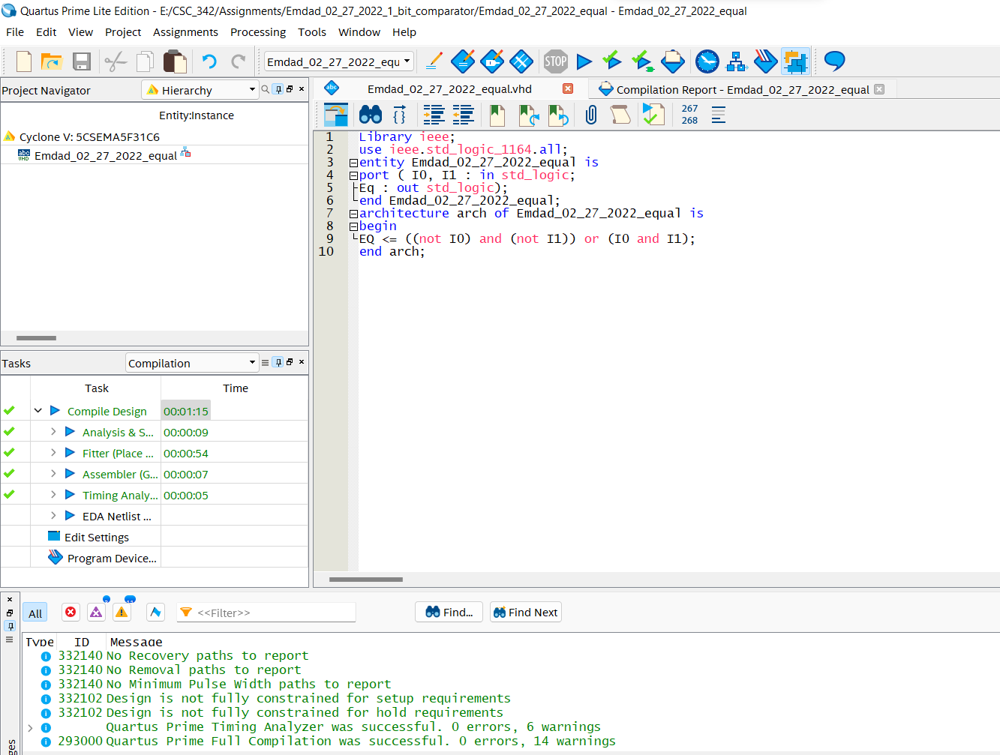 Quartus Prime Lite Edition - E:/CSC_342/Assignments/Emdad_02_27_2022_1_bit_comparator/Emdad_02_27_2022_equal - Emdad_02_27_2022_equal
File Edit View Project Assignments Processing Tools Window Help
Emdad_02_27_2022_equ
STOP
Project Navigator
Hierarchy
Entity:Instance
Cyclone V: 5CSEMA5F31C6
abc
VHD
Emdad_02_27_2022_equal
Tasks
Compilation
Task Time
Compile Design 00:01:15
Analysis & S... 00:00:09
Fitter (Place ... 00:00:54
Assembler (G... 00:00:07
Timing Analy... 00:00:05
EDA Netlist ...
Edit Settings
Program Device...
abc
Emdad_02_27_2022_equal.vhd
Compilation Report - Emdad_02_27_2022_equal
267
268
1 Library ieee;
2 use ieee.std_logic_1164.all;
3 entity Emdad_02_27_2022_equal is
4 port ( I0, I1 : in std_logic;
5 Eq : out std_logic);
6 end Emdad_02_27_2022_equal;
7 architecture arch of Emdad_02_27_2022_equal is
8 begin
9 EQ <= ((not I0) and (not I1)) or (I0 and I1);
10 end arch;
All
<<Filter>>
Find...
Find Next
Type ID Message
332140 No Recovery paths to report
332140 No Removal paths to report
332140 No Minimum Pulse Width paths to report
332102 Design is not fully constrained for setup requirements
332102 Design is not fully constrained for hold requirements
Quartus Prime Timing Analyzer was successful. 0 errors, 6 warnings
293000 Quartus Prime Full Compilation was successful. 0 errors, 14 warnings